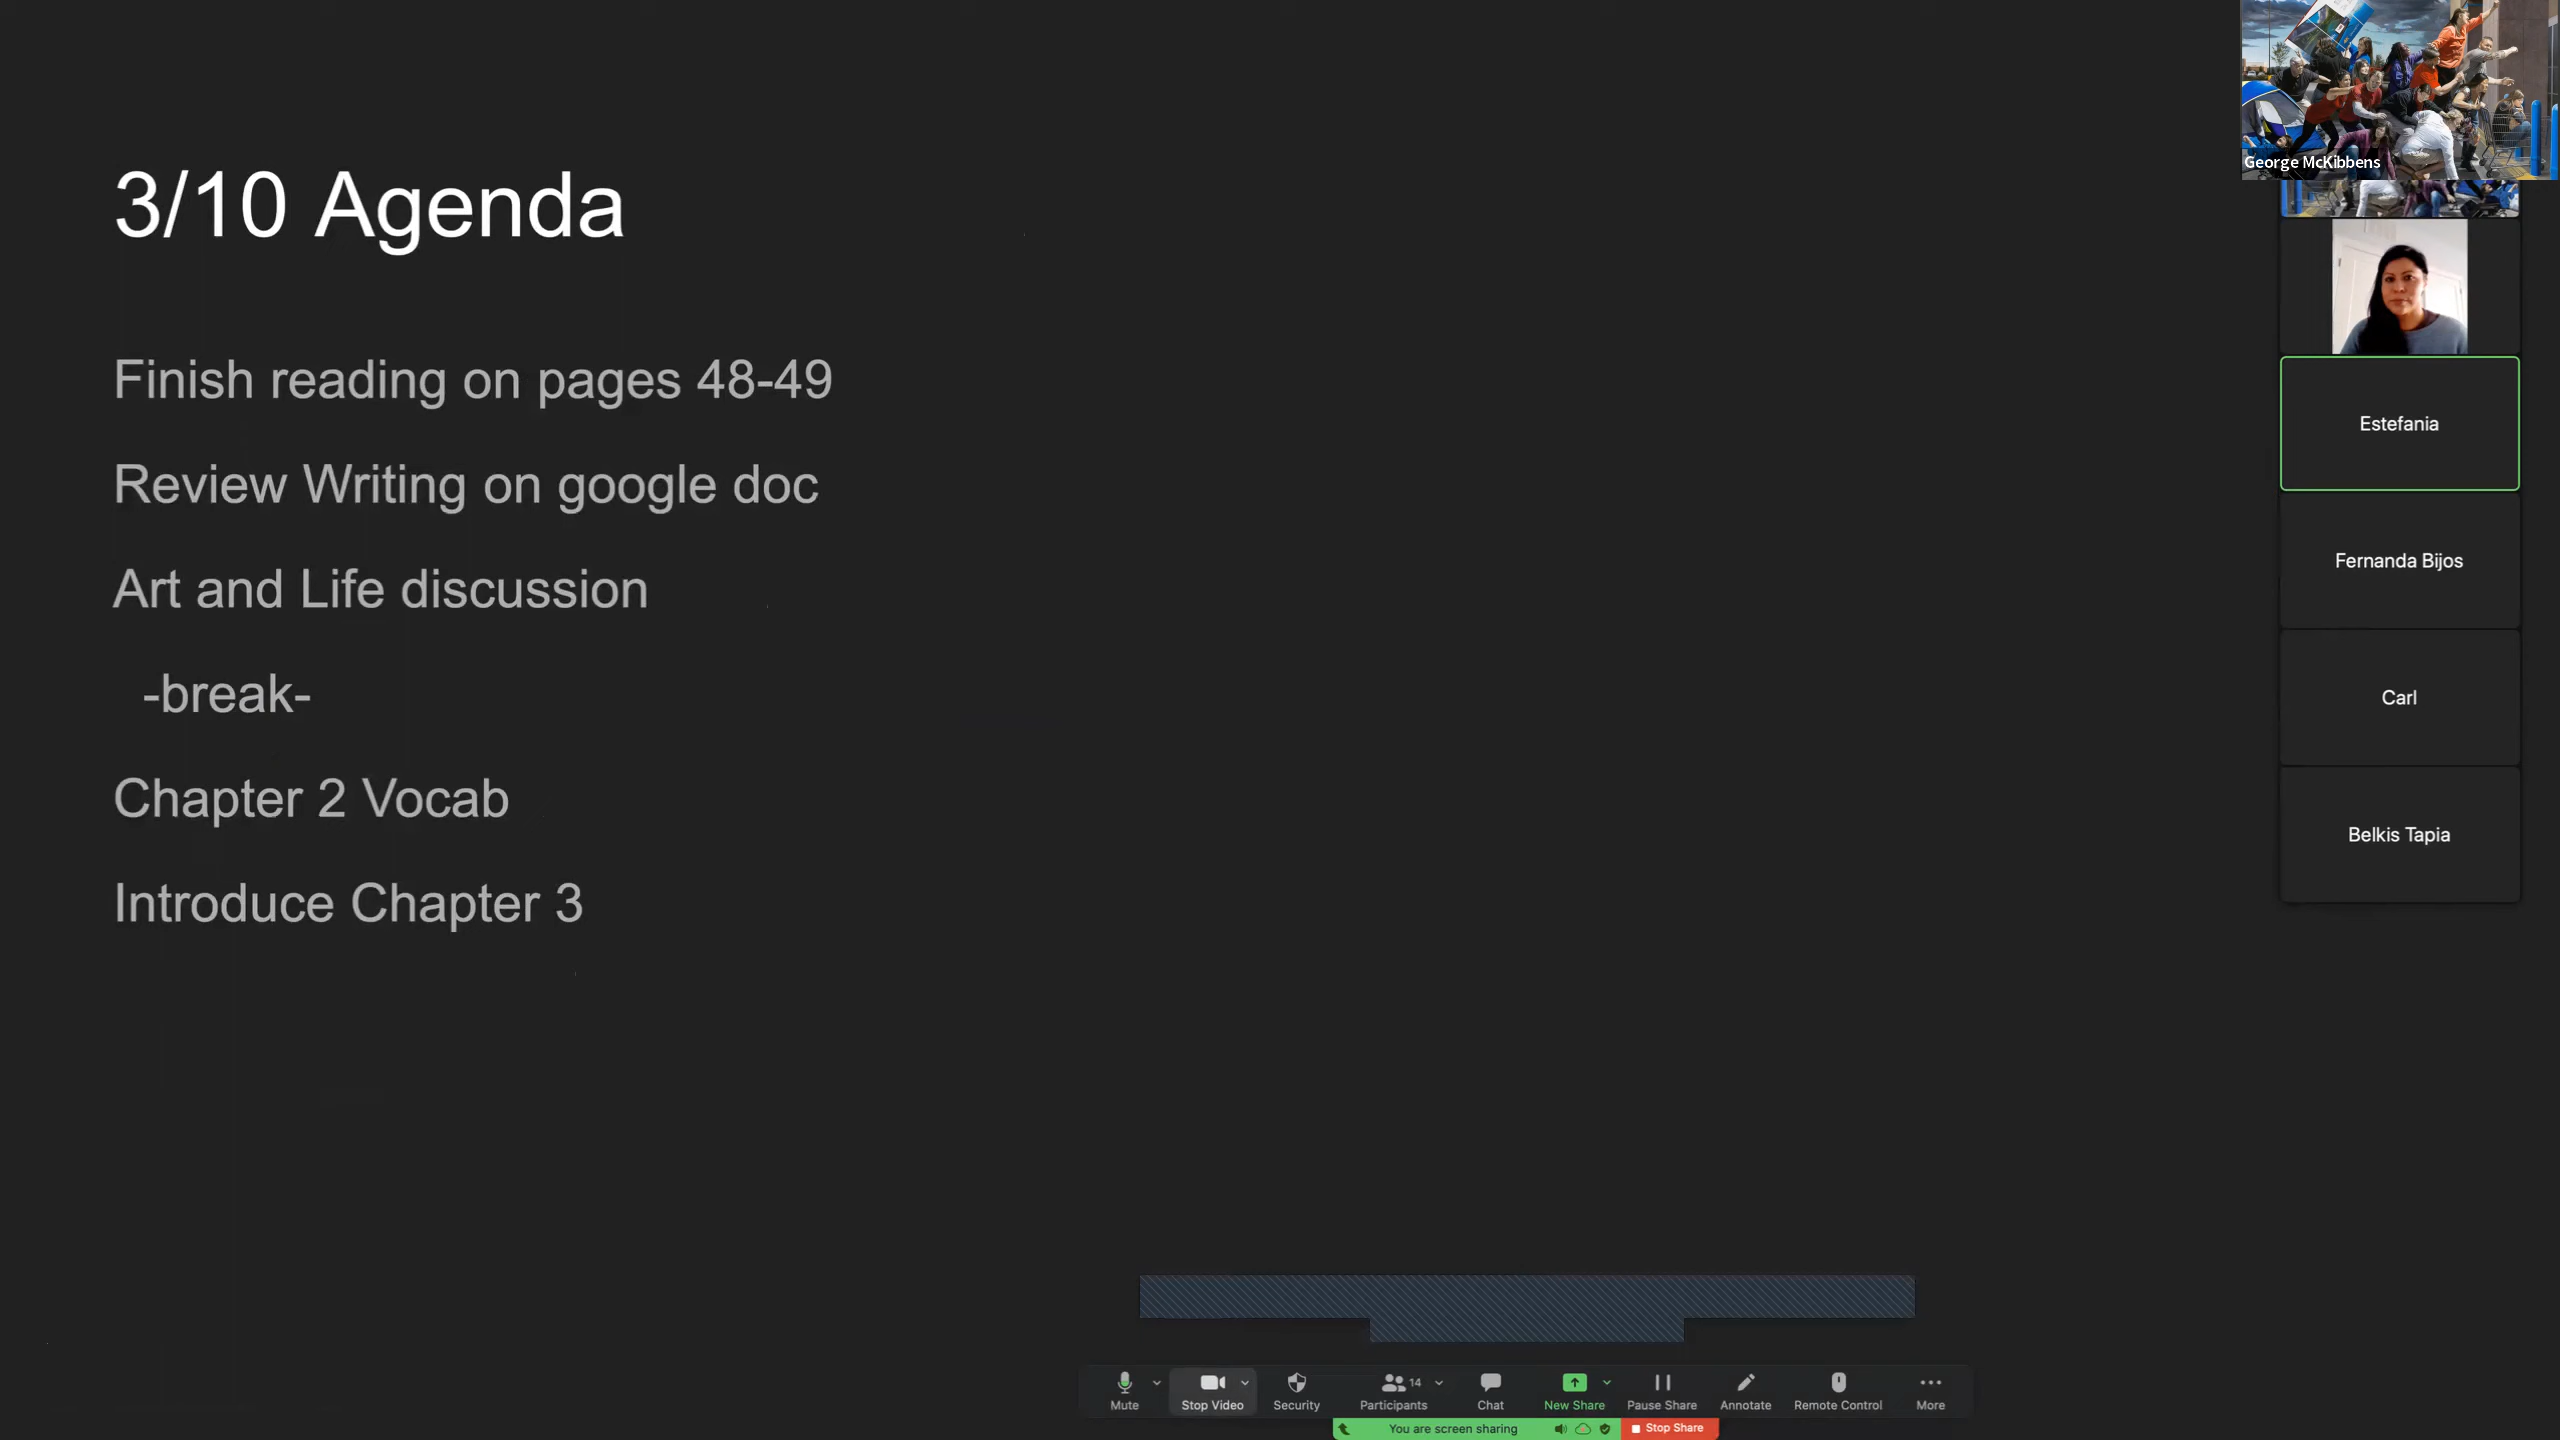 3/10 Agenda
Finish reading on pages 48-49
Review Writing on google doc
Art and Life discussion
-break-
Chapter 2 Vocab
Introduce Chapter 3
George McKibbens
Estefania
Fernanda Bijos
Carl
Belkis Tapia
Mute
Stop Video
Security
14
Participants
Chat
New Share
Pause Share
Annotate
Remote Control
More
You are screen sharing
Stop Share